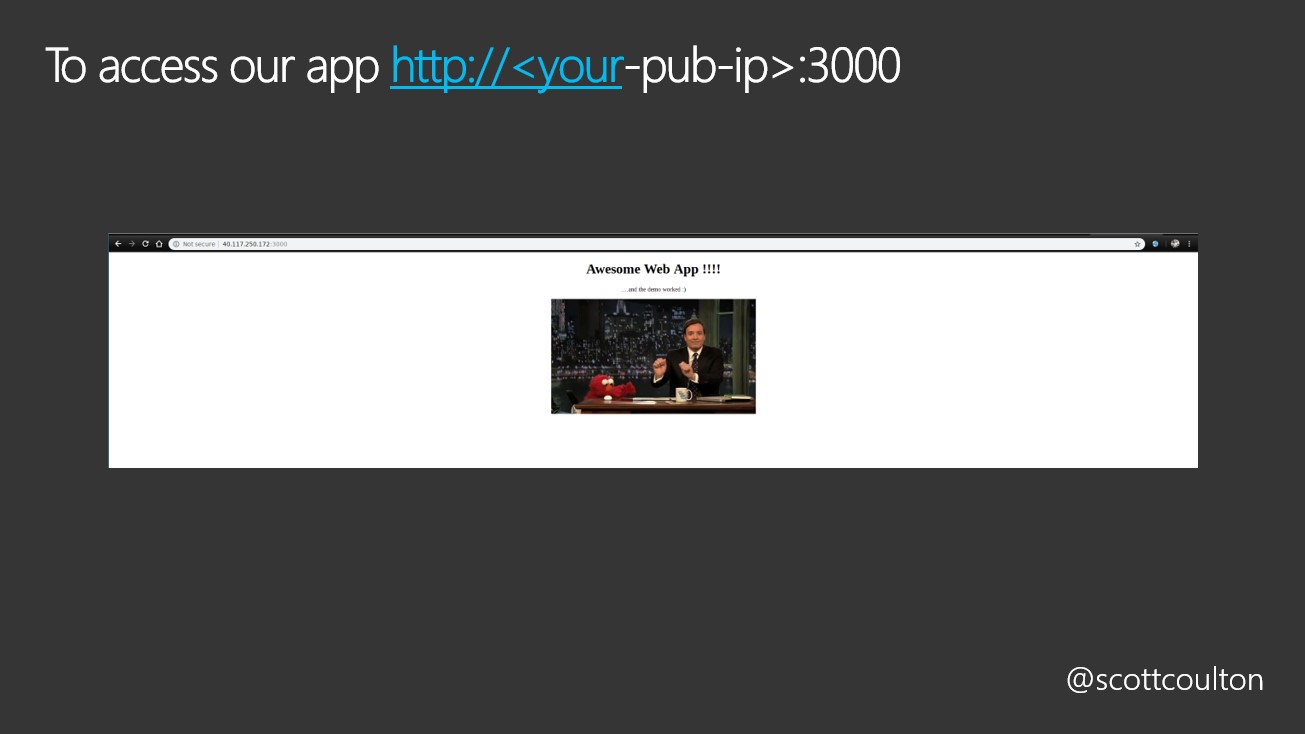 To access our app http://<your-pub-ip>:3000
Not secure | 40.117.250.172:3000
Awesome Web App !!!!
....and the demo worked :)
@scottcoulton